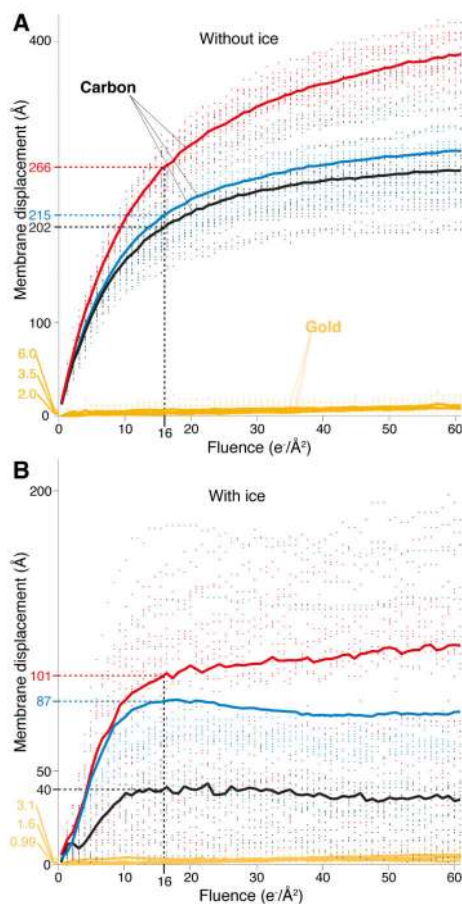 A
400
Without ice
Carbon
Membrane displacement (Å)
266
215
202
100
Gold
6.0
3.5
2.0
0
0 10 16 20 30 40 50 60
Fluence (e⁻/Å²)
B
200
With ice
Membrane displacement (Å)
101
87
50
40
3.1
1.6
0.99
0
0 10 16 20 30 40 50 60
Fluence (e⁻/Å²)